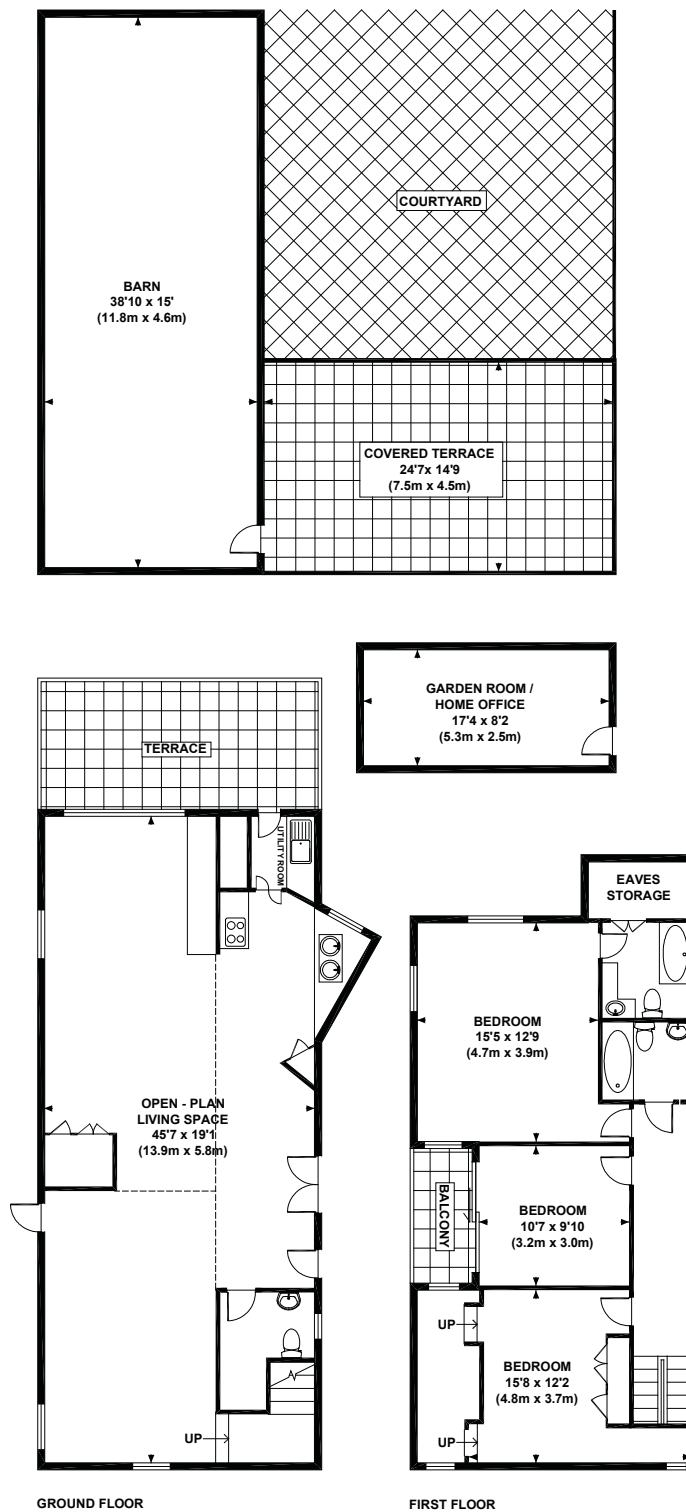 COURTYARD
BARN
38'10 x 15'
(11.8m x 4.6m)
COVERED TERRACE
24'7x 14'9
(7.5m x 4.5m)
GARDEN ROOM /
HOME OFFICE
17'4 x 8'2
(5.3m x 2.5m)
TERRACE
UTILITY ROOM
OPEN - PLAN
LIVING SPACE
45'7 x 19'1
(13.9m x 5.8m)
UP
GROUND FLOOR
EAVES
STORAGE
BEDROOM
15'5 x 12'9
(4.7m x 3.9m)
BALCONY
BEDROOM
10'7 x 9'10
(3.2m x 3.0m)
UP
BEDROOM
15'8 x 12'2
(4.8m x 3.7m)
UP
FIRST FLOOR